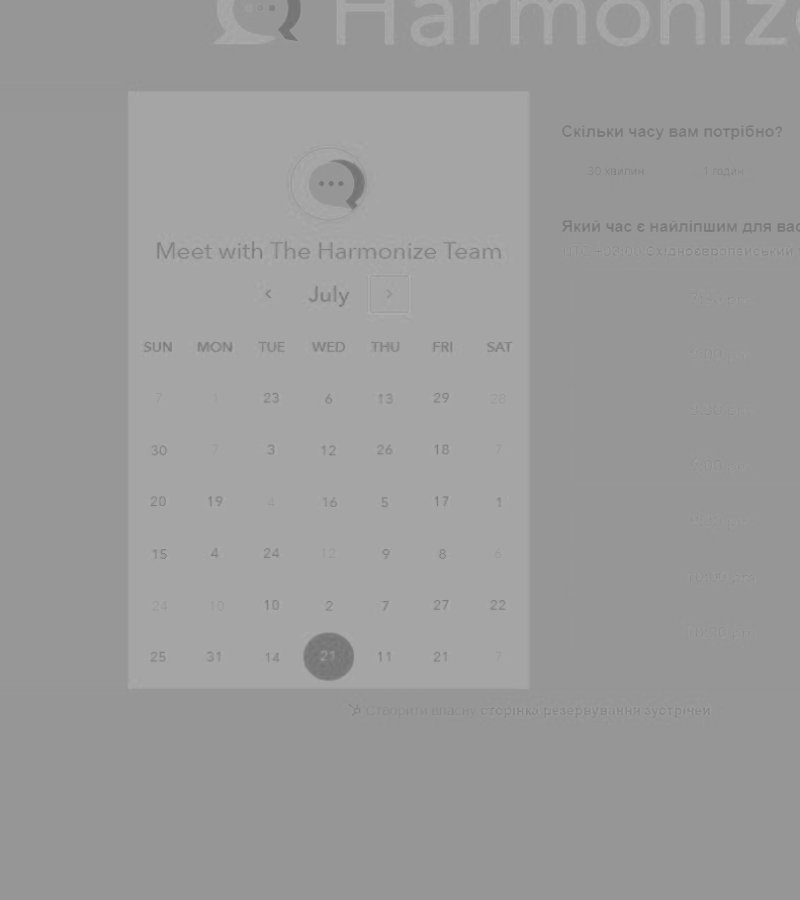 Harmonize
Meet with The Harmonize Team
July
SUN MON TUE WED THU FRI SAT
7 1 23 6 13 29 28
30 7 3 12 26 18 7
20 19 4 16 5 17 1
15 4 24 12 9 8 6
24 10 10 2 7 27 22
25 31 14 21 11 21 7
Скільки часу вам потрібно?
30 хвилин 1 годин
Який час є найліпшим для вас
Східноєвропейський
Створити власну сторінка резервування зустрічей